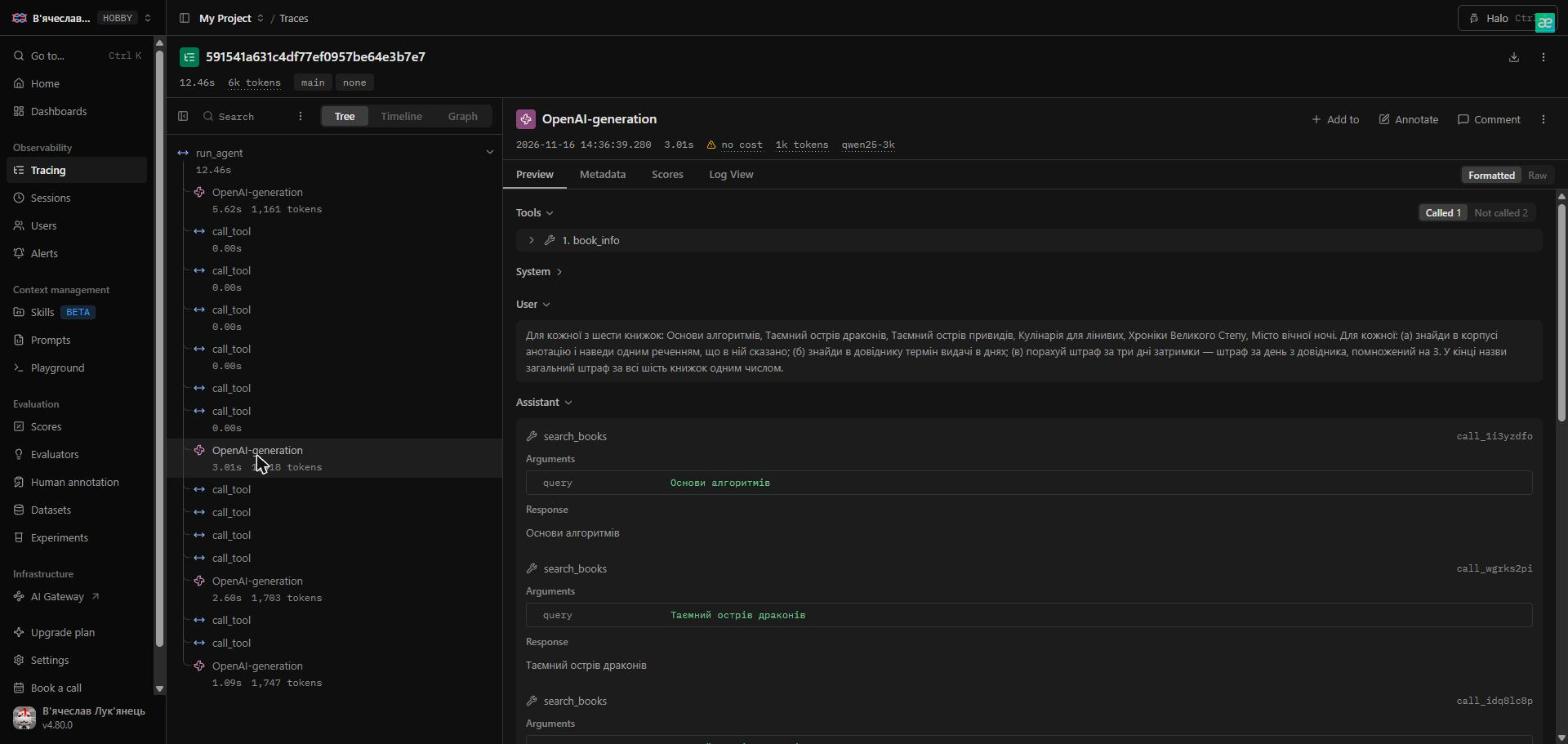 В'ячеслав... HOBBY
My Project / Traces
Halo
Go to... Ctrl K
Home
Dashboards
Observability
Tracing
Sessions
Users
Alerts
Context management
Skills BETA
Prompts
Playground
Evaluation
Scores
Evaluators
Human annotation
Datasets
Experiments
Infrastructure
AI Gateway
Upgrade plan
Settings
Book a call
В'ячеслав Лук'янець
v4.80.0
591541a631c4df77ef0957be64e3b7e7
12.46s 6k tokens main none
Search Tree Timeline Graph
run_agent
12.46s
OpenAI-generation
5.62s 1,161 tokens
call_tool
0.00s
call_tool
0.00s
call_tool
0.00s
call_tool
0.00s
call_tool
call_tool
0.00s
OpenAI-generation
3.01s tokens
call_tool
call_tool
call_tool
call_tool
OpenAI-generation
2.60s 1,703 tokens
call_tool
call_tool
OpenAI-generation
1.09s 1,747 tokens
OpenAI-generation
Add to Annotate Comment
2026-11-16 14:36:39.280 3.01s no cost 1k tokens qwen25-3k
Preview Metadata Scores Log View Formatted Raw
Tools Called 1 Not called 2
1. book_info
System
User
Для кожної з шести книжок: Основи алгоритмів, Таємний острів драконів, Таємний острів привидів, Кулінарія для лінивих, Хроніки Великого Степу, Місто вічної ночі. Для кожної: (а) знайди в корпусі
анотацію і наведи одним реченням, що в ній сказано; (б) знайди в довіднику термін видачі в днях; (в) порахуй штраф за три дні затримки — штраф за день з довідника, помножений на 3. У кінці назви
загальний штраф за всі шість книжок одним числом.
Assistant
search_books call_1i3yzdfo
Arguments
query Основи алгоритмів
Response
Основи алгоритмів
search_books call_wgrks2pi
Arguments
query Таємний острів драконів
Response
Таємний острів драконів
search_books call_idq8lc8p
Arguments